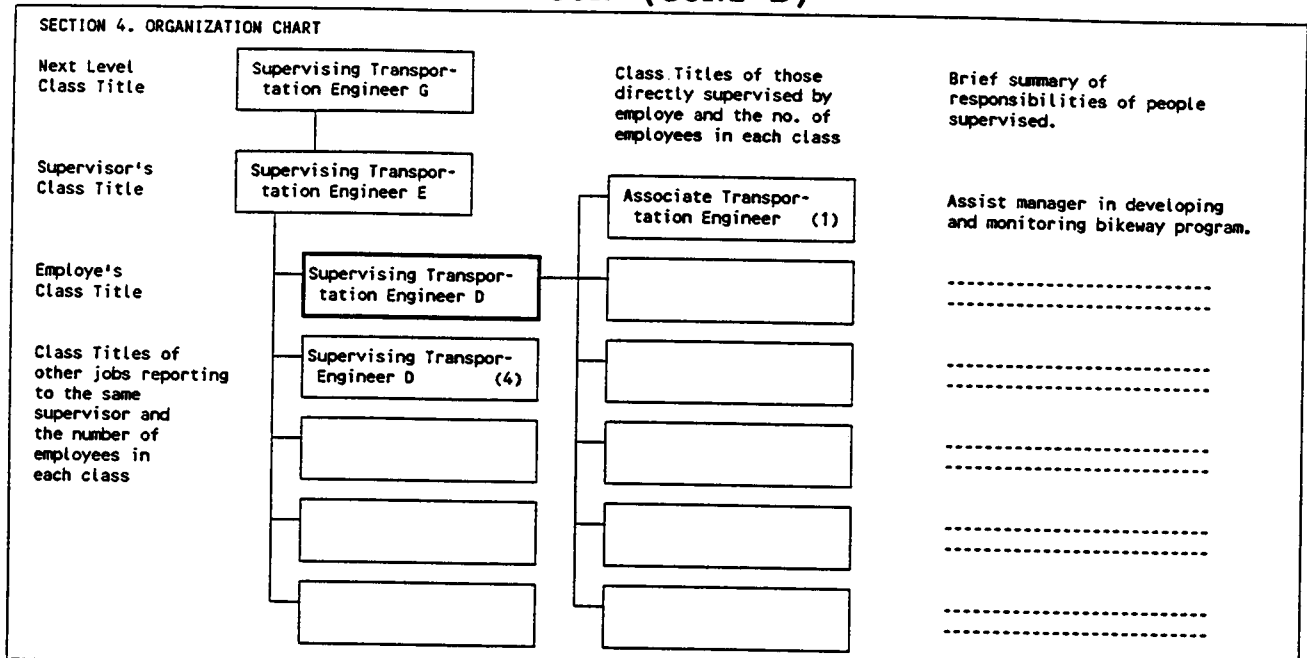 (Cont'd)
SECTION 4. ORGANIZATION CHART
Next Level
Class Title
Supervising Transpor-
tation Engineer G
Class Titles of those
directly supervised by
employe and the no. of
employees in each class
Brief summary of
responsibilities of people
supervised.
Supervisor's
Class Title
Supervising Transpor-
tation Engineer E
Associate Transpor-
tation Engineer (1)
Assist manager in developing
and monitoring bikeway program.
Employe's
Class Title
Supervising Transpor-
tation Engineer D
Class Titles of
other jobs reporting
to the same
supervisor and
the number of
employees in
each class
Supervising Transpor-
Engineer D (4)